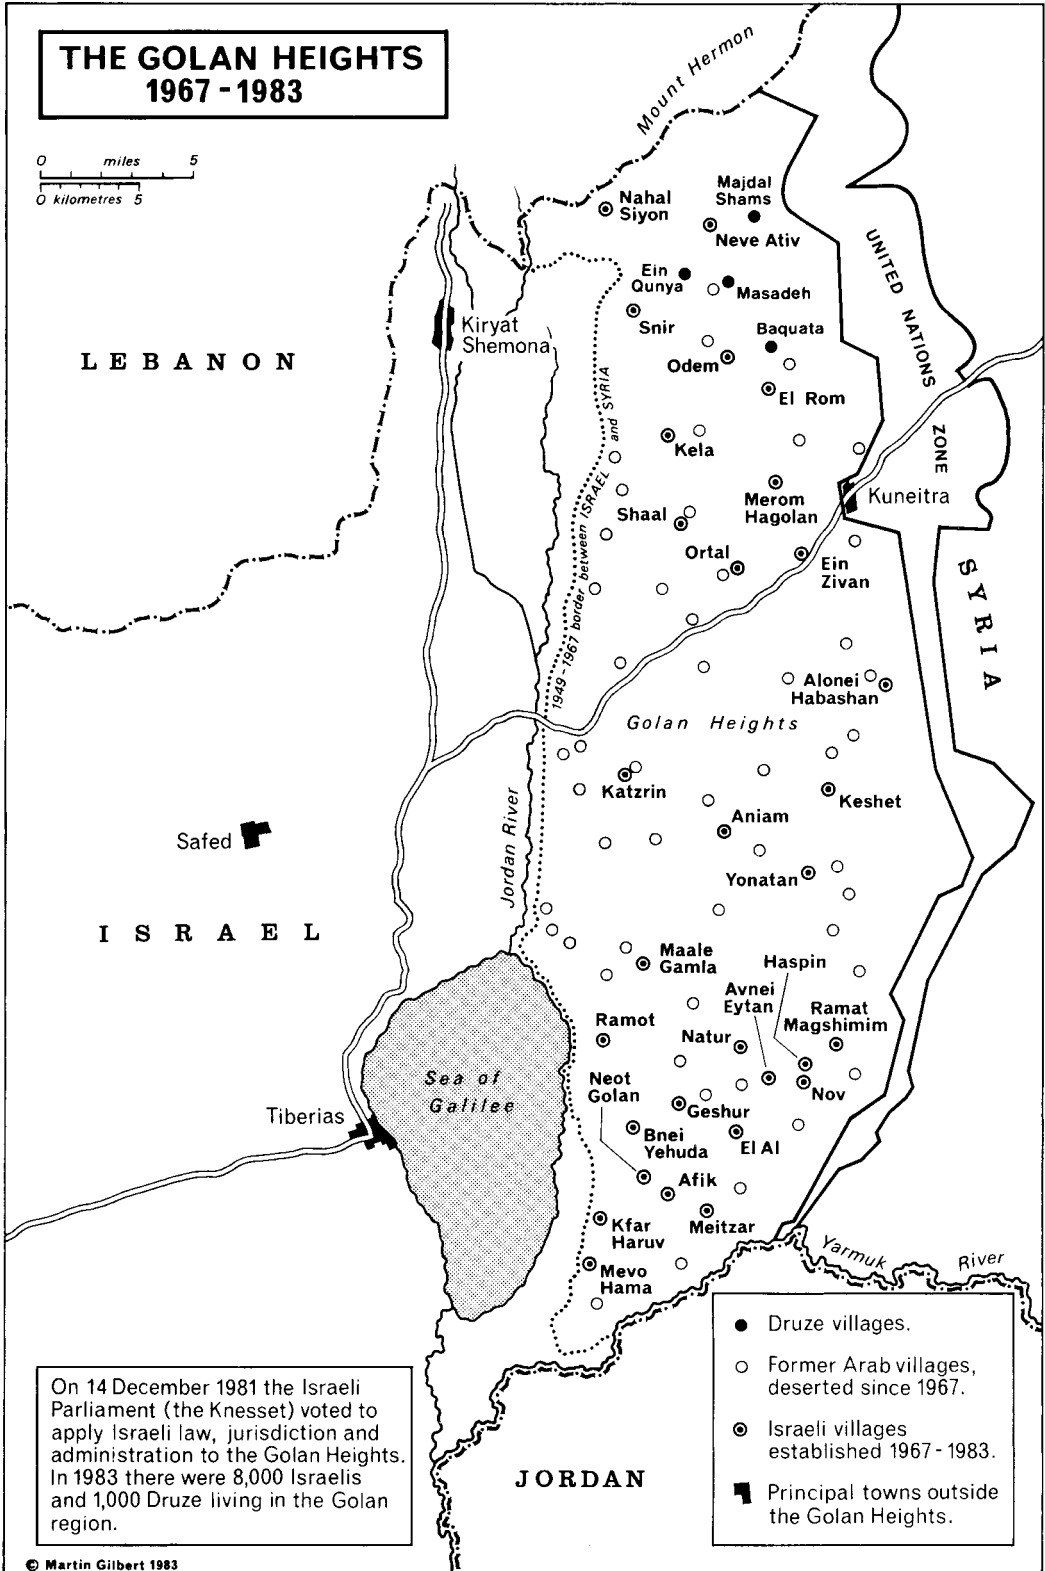 THE GOLAN HEIGHTS
1967-1983
0 miles 5
0 kilometres 5
Mount Hermon
Nahal
Siyon
Majdal
Shams
Neve Ativ
Ein
Qunya
Masadeh
Snir
Baquata
Odem
El Rom
UNITED NATIONS
ZONE
Kiryat
Shemona
LEBANON
1949-1967 border between ISRAEL and SYRIA
Kela
Merom
Hagolan
Kuneitra
Shaal
Ortal
Ein
Zivan
SYRIA
Alonei
Habashan
Golan Heights
Katzrin
Keshet
Aniam
Safed
Jordan River
Yonatan
ISRAEL
Maale
Gamla
Haspin
Avnei
Eytan
Ramat
Magshimim
Ramot
Natur
Sea of
Galilee
Neot
Golan
Nov
Geshur
Tiberias
Bnei
Yehuda
El Al
Afik
Meitzar
Kfar
Haruv
Mevo
Hama
Yarmuk River
JORDAN
Druze villages.
Former Arab villages,
deserted since 1967.
Israeli villages
established 1967-1983.
Principal towns outside
the Golan Heights.
On 14 December 1981 the Israeli
Parliament (the Knesset) voted to
apply Israeli law, jurisdiction and
administration to the Golan Heights.
In 1983 there were 8,000 Israelis
and 1,000 Druze living in the Golan
region.
© Martin Gilbert 1983